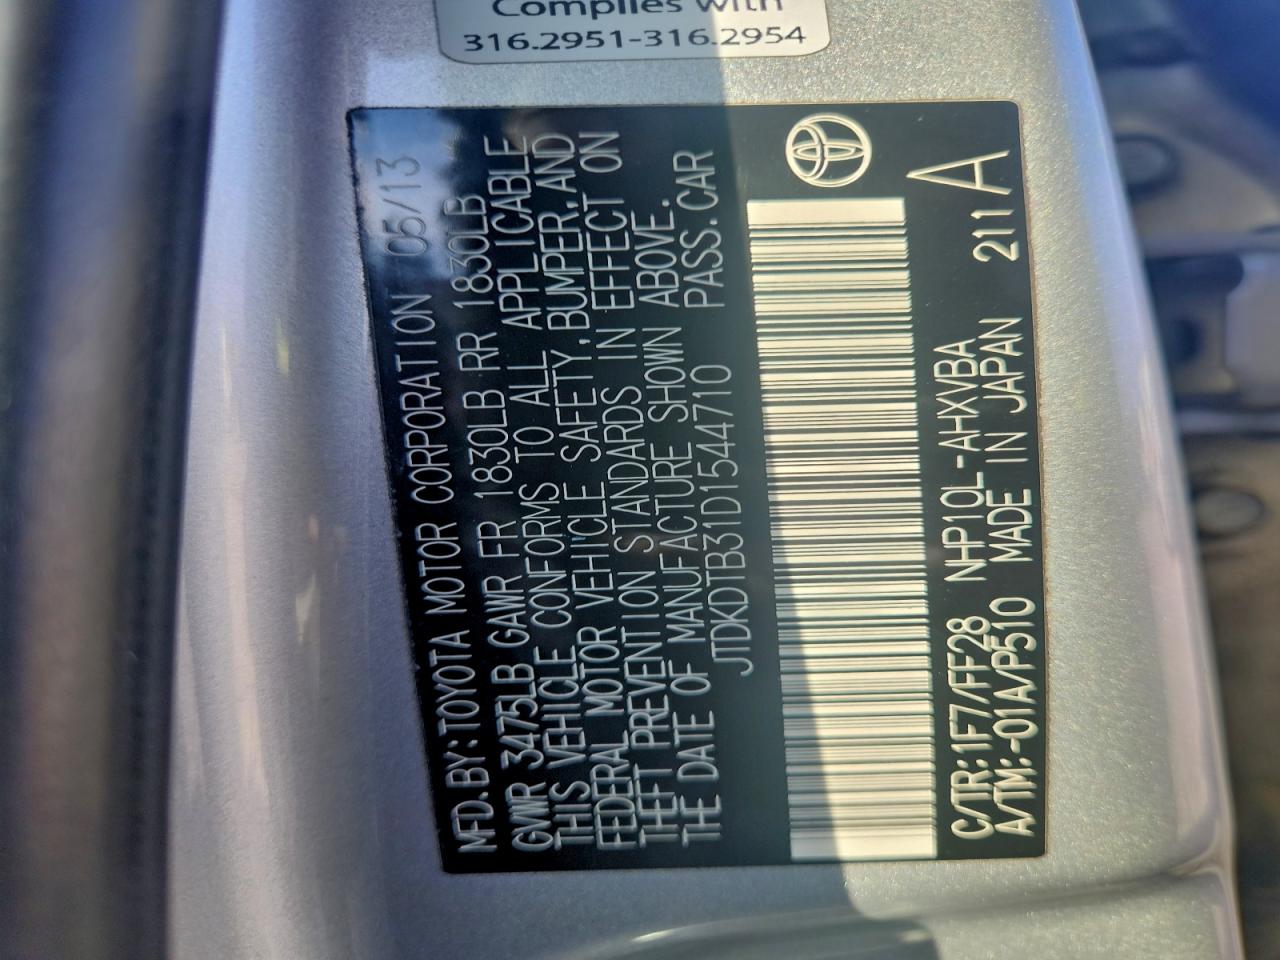 Complies with
316.2951-316.2954
MFD.BY:TOYOTA MOTOR CORPORATION 05/13
GVWR 3475LB GAWR FR 1830LB RR 1830LB
THIS VEHICLE CONFORMS TO ALL APPLICABLE
FEDERAL MOTOR VEHICLE SAFETY,BUMPER,AND
THEFT PREVENTION STANDARDS IN EFFECT ON
THE DATE OF MANUFACTURE SHOWN ABOVE.
JTDKDTB31D1544710 PASS.CAR
C/TR:1F7/FF28 NHP10L-AHXVBA 211 A
A/TM:-01A/P510 MADE IN JAPAN